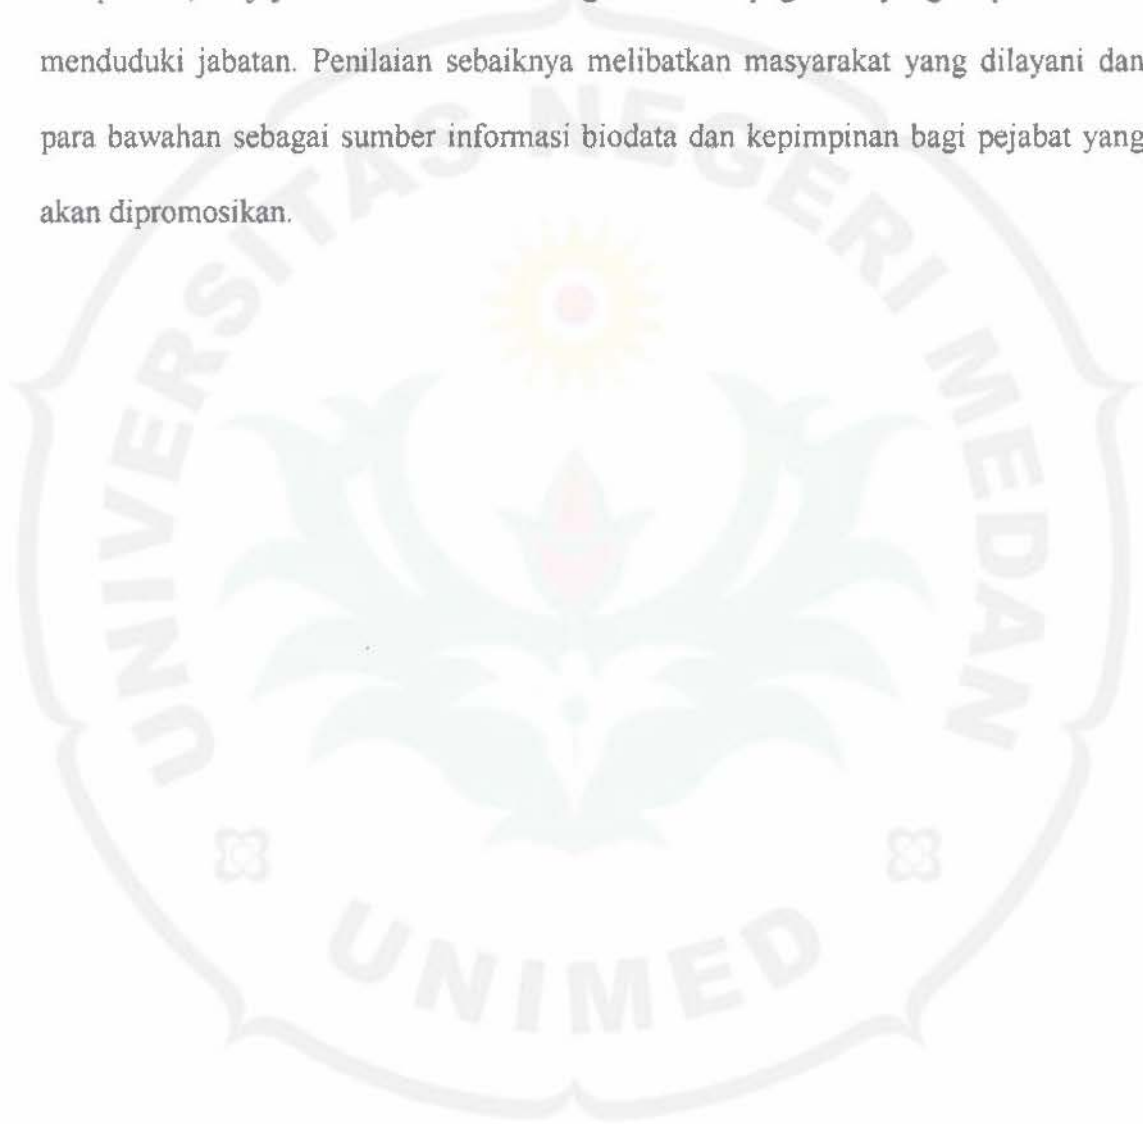 menduduki jabatan. Penilaian sebaiknya melibatkan masyarakat yang dilayani dan
para bawahan sebagai sumber informasi biodata dan kepimpinan bagi pejabat yang
akan dipromosikan.
UNIVERSITAS NEGERI MEDAN
UNIMED